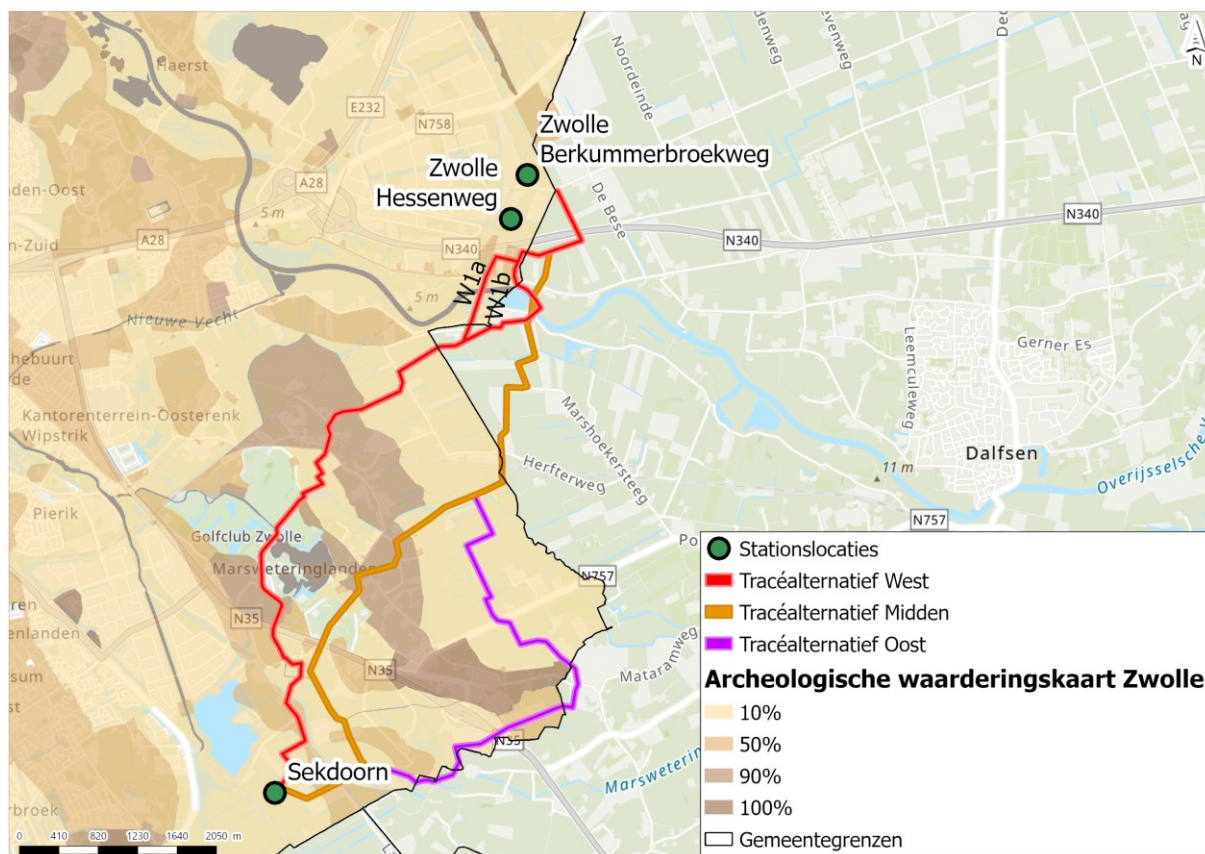 Haerst
E232
N758
Noordeinde
N
Zwolle
Berkummerbroekweg
Zwolle
Hessenweg
De Bese
A28
5 m
N340
N340
N340
A28
N340
W1a
W1b
5 m
Nieuwe Vecht
Leemculeweg
Gerner Es
Kantorenterrein-Oosterenk
Wipstrik
Marshoekersteeg
Herfterweg
11 m
Dalfsen
Overijsselsche V
Pierik
Golfclub Zwolle
Marsweteringlanden
N757
N757
N35
N35
N35
Mataramweg
Marswetering
Sekdoorn
0 410 820 1230 1640 2050 m
Stationslocaties
Tracéalternatief West
Tracéalternatief Midden
Tracéalternatief Oost
Archeologische waarderingskaart Zwolle
10%
50%
90%
100%
Gemeentegrenzen